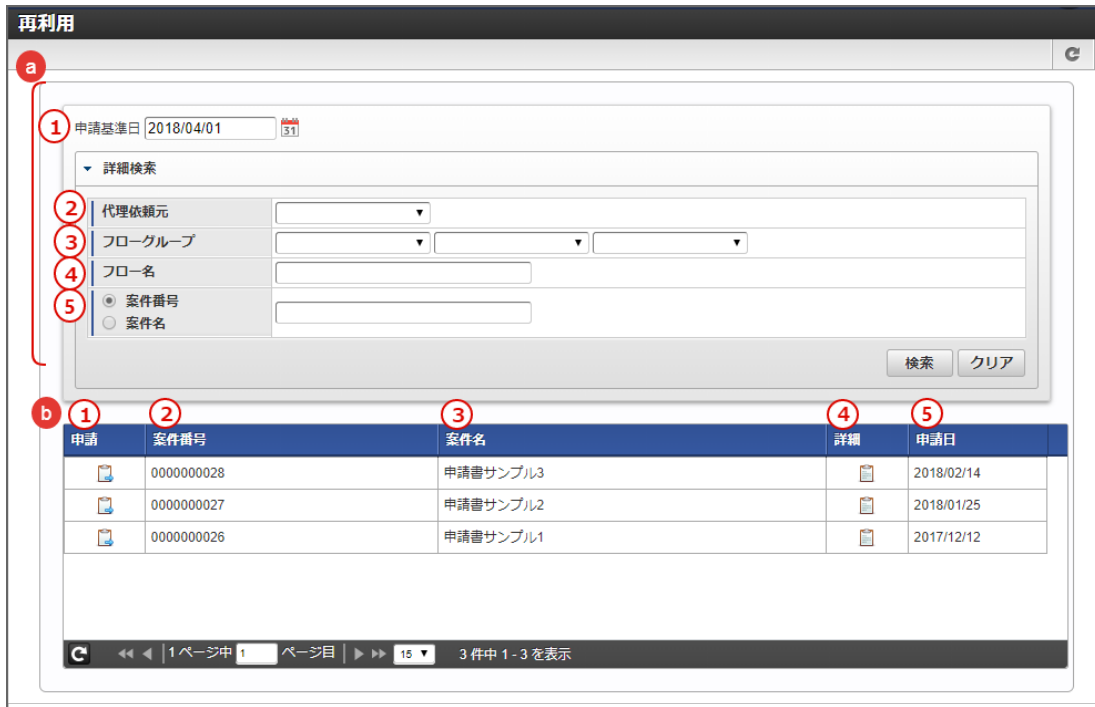 再利用
a
① 申請基準日 2018/04/01 31
詳細検索
② 代理依頼元
③ フローグループ
④ フロー名
⑤ 案件番号
案件名
検索 クリア
b ① ② ③ ④ ⑤
申請 案件番号 案件名 詳細 申請日
0000000028 申請書サンプル3 2018/02/14
0000000027 申請書サンプル2 2018/01/25
0000000026 申請書サンプル1 2017/12/12
1 ページ中 1 ページ目 15 3 件中 1 - 3 を表示